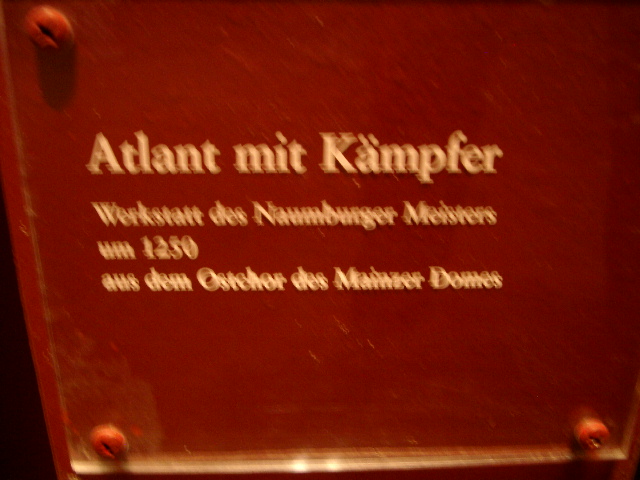 Atlant mit Kämpfer
Werkstatt des Naumburger Meisters
um 1250
aus dem Ostchor des Mainzer Domes